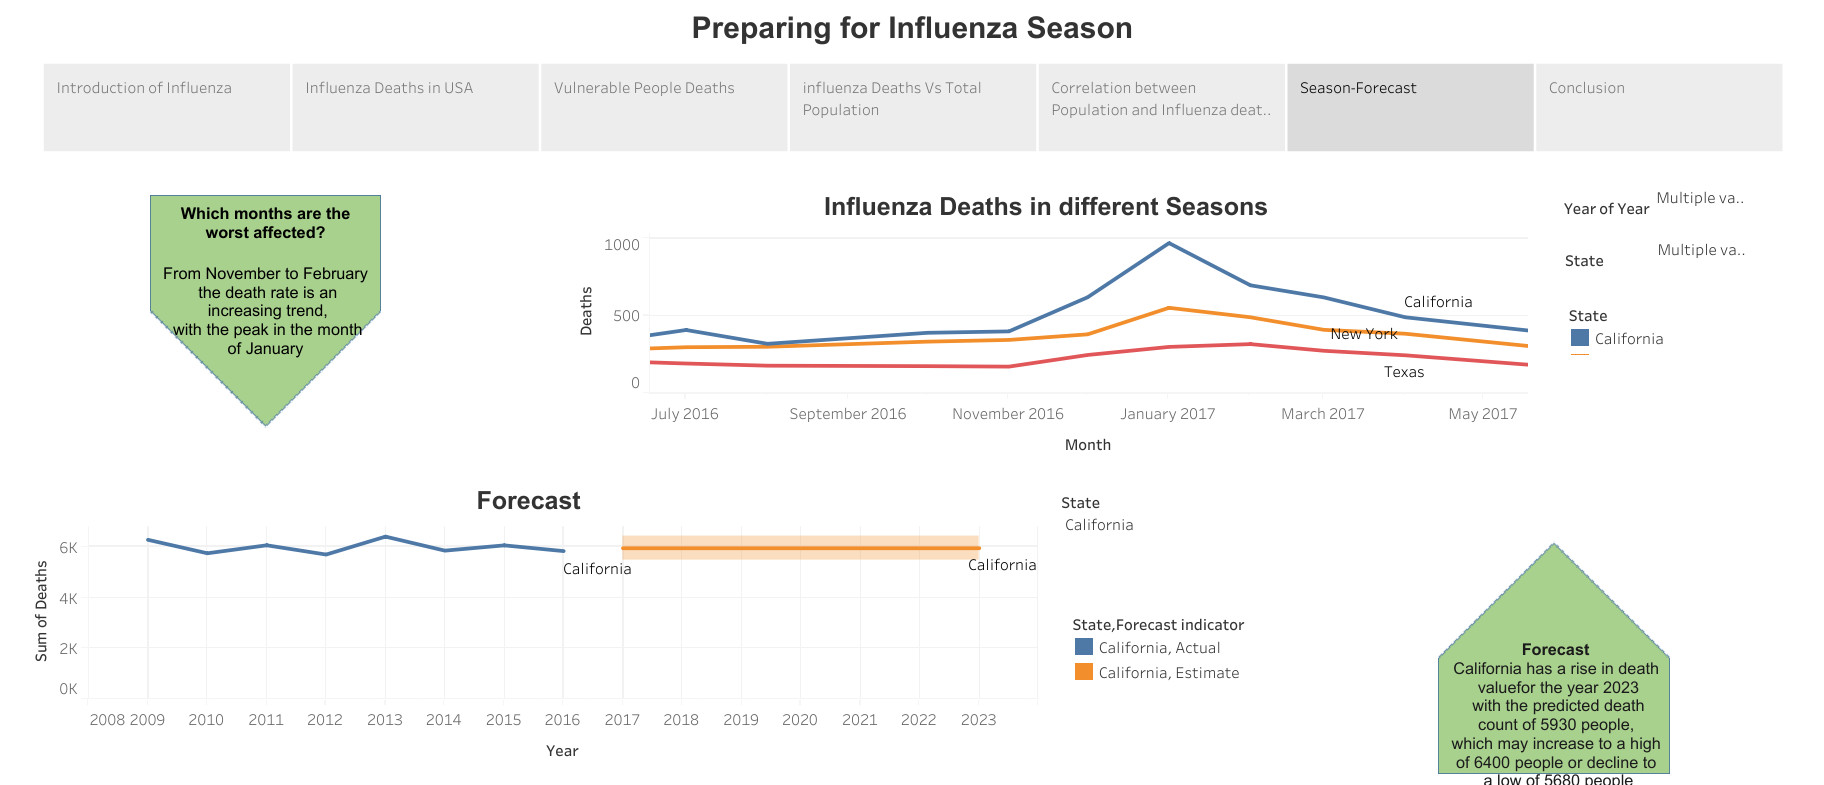 Preparing for Influenza Season
Introduction of Influenza
Influenza Deaths in USA
Vulnerable People Deaths
influenza Deaths Vs Total
Population
Correlation between
Population and Influenza deat..
Season-Forecast
Conclusion
Which months are the
worst affected?
From November to February
the death rate is an
increasing trend,
with the peak in the month
of January
Influenza Deaths in different Seasons
Deaths
1000
500
0
California
New York
Texas
July 2016
September 2016
November 2016
January 2017
March 2017
May 2017
Month
Year of Year
Multiple va..
State
Multiple va..
State
California
Forecast
Sum of Deaths
6K
4K
2K
0K
California
California
2008
2009
2010
2011
2012
2013
2014
2015
2016
2017
2018
2019
2020
2021
2022
2023
Year
State
California
State,Forecast indicator
California, Actual
California, Estimate
Forecast
California has a rise in death
valuefor the year 2023
with the predicted death
count of 5930 people,
which may increase to a high
of 6400 people or decline to
a low of 5680 people